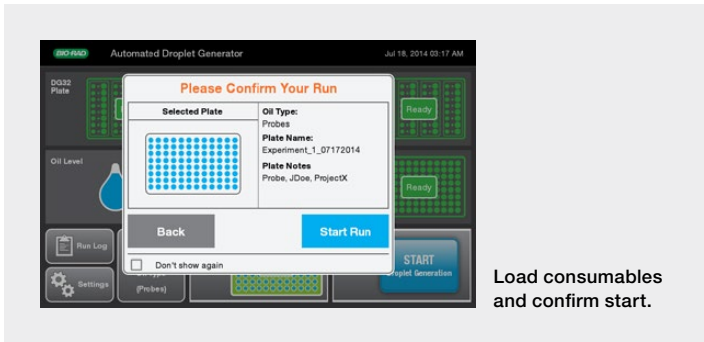 BIO-RAD
Automated Droplet Generator
Jul 18, 2014 03:17 AM
DG32
Plate
Please Confirm Your Run
Selected Plate
Oil Type:
Probes
Plate Name:
Experiment_1_07172014
Plate Notes
Probe, JDoe, ProjectX
Ready
Oil Level
Ready
Back
Start Run
Don't show again
Run Log
Settings
(Probes)
START
Droplet Generation
Load consumables
and confirm start.